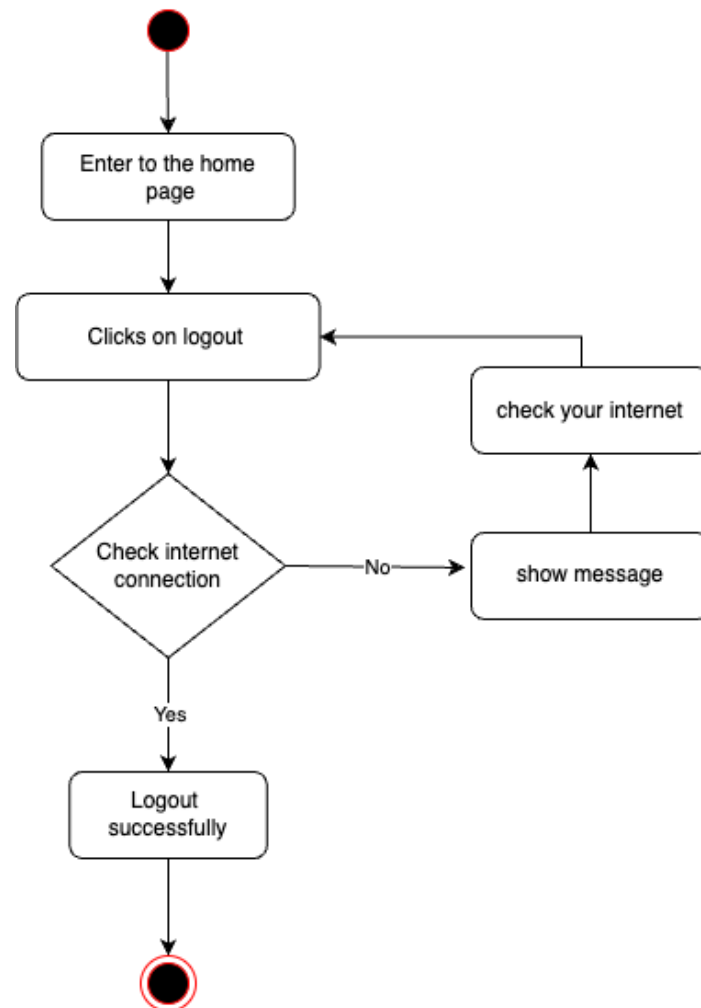 Enter to the home
page
Clicks on logout
check your internet
Check internet
connection
No
show message
Yes
Logout
successfully